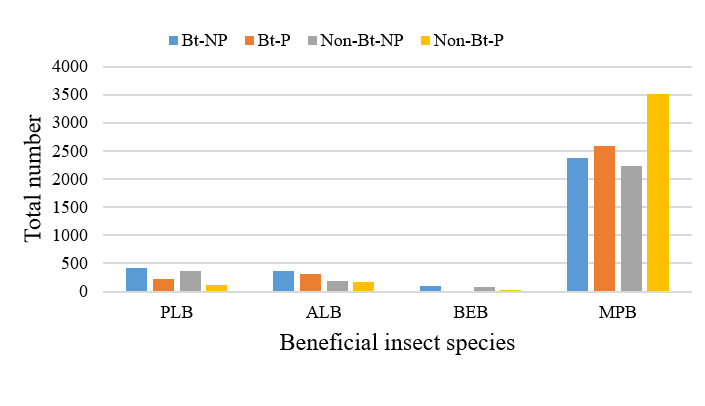 Bt-NP Bt-P Non-Bt-NP Non-Bt-P
4000
3500
3000
2500
2000
1500
1000
500
0
Total number
PLB ALB BEB MPB
Beneficial insect species